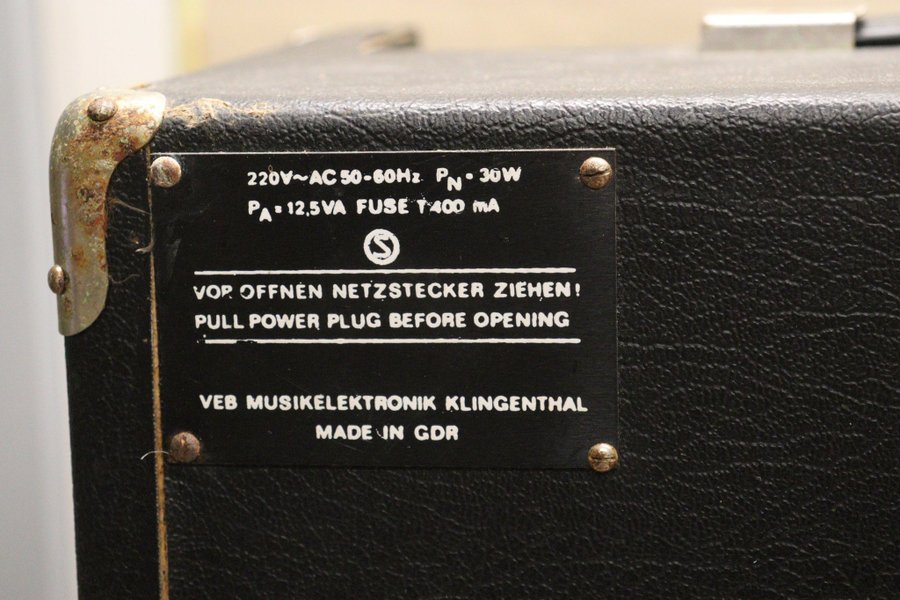 220V~AC 50-60Hz PN = 30W
PA = 12,5VA FUSE T 400 mA
S
VOR OFFNEN NETZSTECKER ZIEHEN!
PULL POWER PLUG BEFORE OPENING
VEB MUSIKELEKTRONIK KLINGENTHAL
MADE IN GDR